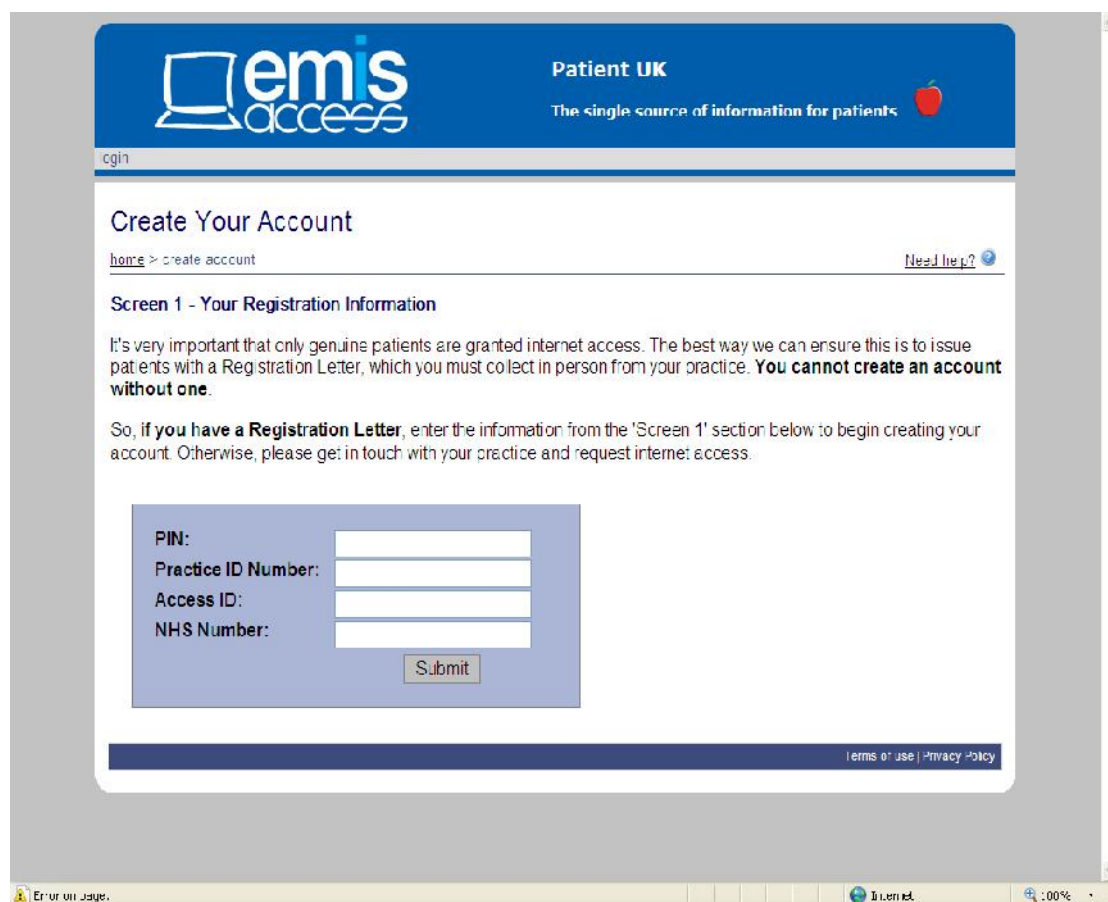 emis
access
Patient UK
The single source of information for patients
login
Create Your Account
home > create account
Need help?
Screen 1 - Your Registration Information
It's very important that only genuine patients are granted internet access. The best way we can ensure this is to issue
patients with a Registration Letter, which you must collect in person from your practice. You cannot create an account
without one.
So, if you have a Registration Letter, enter the information from the 'Screen 1' section below to begin creating your
account. Otherwise, please get in touch with your practice and request internet access.
PIN:
Practice ID Number:
Access ID:
NHS Number:
Submit
Terms of use | Privacy Policy
Error on page.
Internet
100%